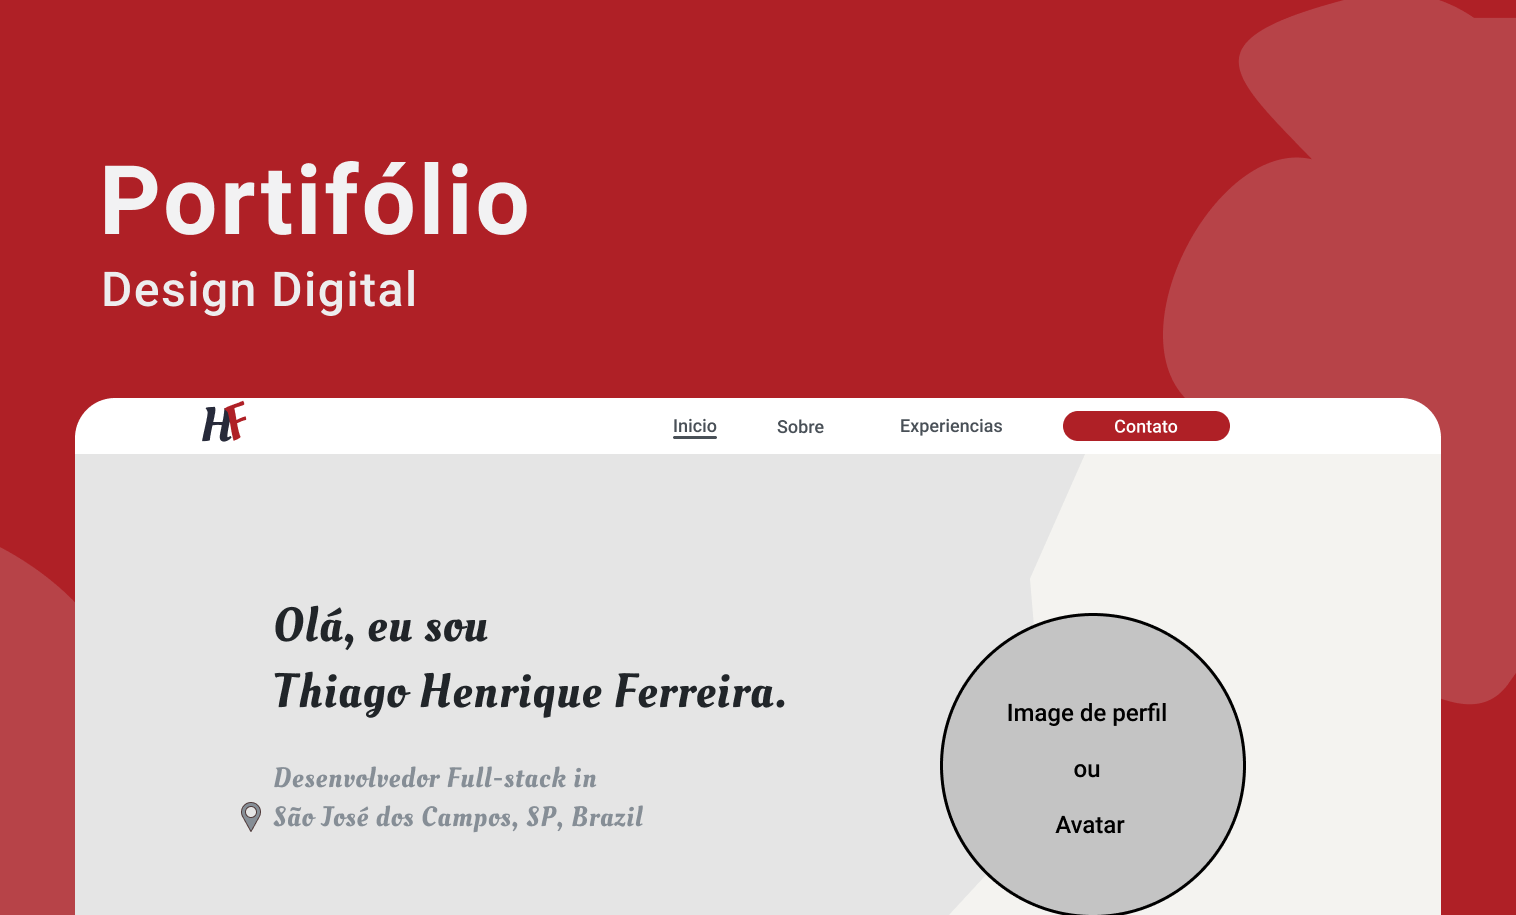 Portifólio
Design Digital
HF
Inicio Sobre Experiencias Contato
Olá, eu sou
Thiago Henrique Ferreira.
Desenvolvedor Full-stack in
São José dos Campos, SP, Brazil
Image de perfil
ou
Avatar